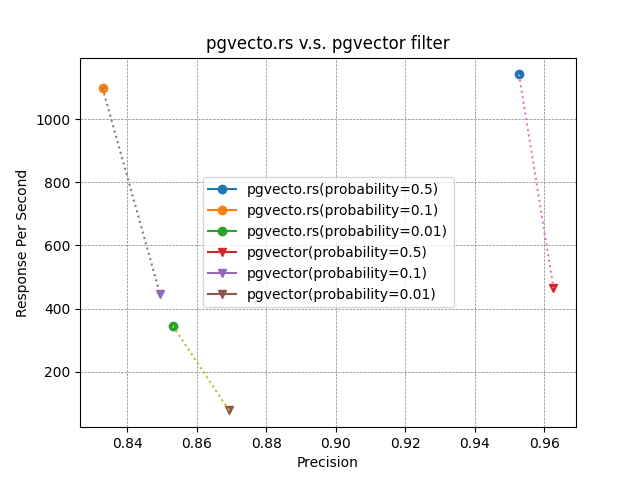 pgvecto.rs v.s. pgvector filter
Response Per Second
1000
800
600
400
200
pgvecto.rs(probability=0.5)
pgvecto.rs(probability=0.1)
pgvecto.rs(probability=0.01)
pgvector(probability=0.5)
pgvector(probability=0.1)
pgvector(probability=0.01)
0.84 0.86 0.88 0.90 0.92 0.94 0.96
Precision